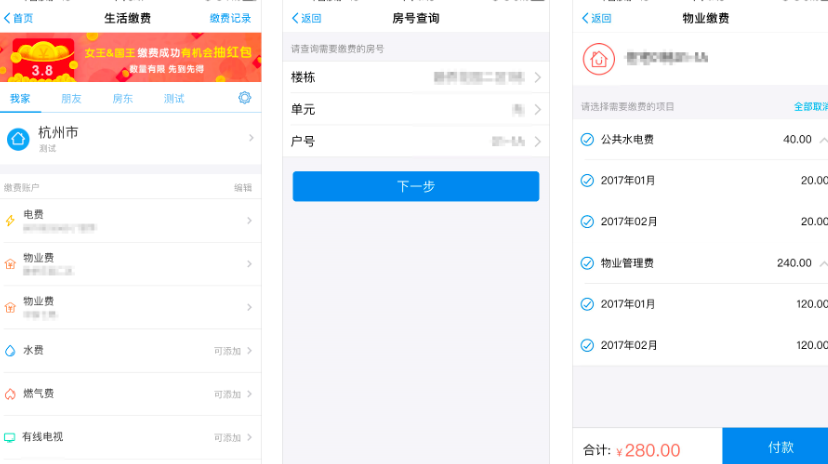 首页
生活缴费
缴费记录
女王&国王 缴费成功有机会抽红包
3.8
数量有限 先到先得
我家
朋友
房东
测试
杭州市
测试
缴费账户
编辑
电费
物业费
物业费
水费
可添加
燃气费
可添加
有线电视
可添加
返回
房号查询
请查询需要缴费的房号
楼栋
单元
户号
下一步
返回
物业缴费
请选择需要缴费的项目
全部取消
公共水电费
40.00
2017年01月
20.00
2017年02月
20.00
物业管理费
240.00
2017年01月
120.00
2017年02月
120.00
合计: ¥280.00
付款